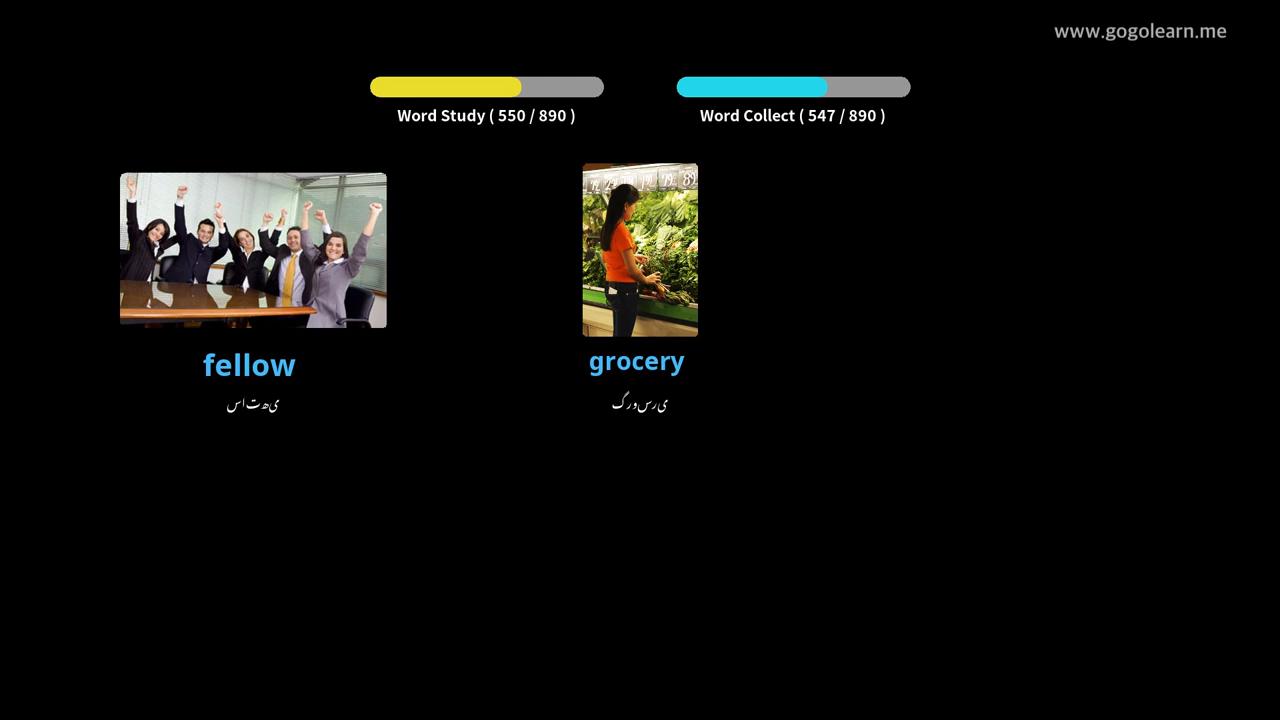 www.gogolearn.me
Word Study ( 550 / 890 )
Word Collect ( 547 / 890 )
fellow
ساتھی
grocery
گروسری